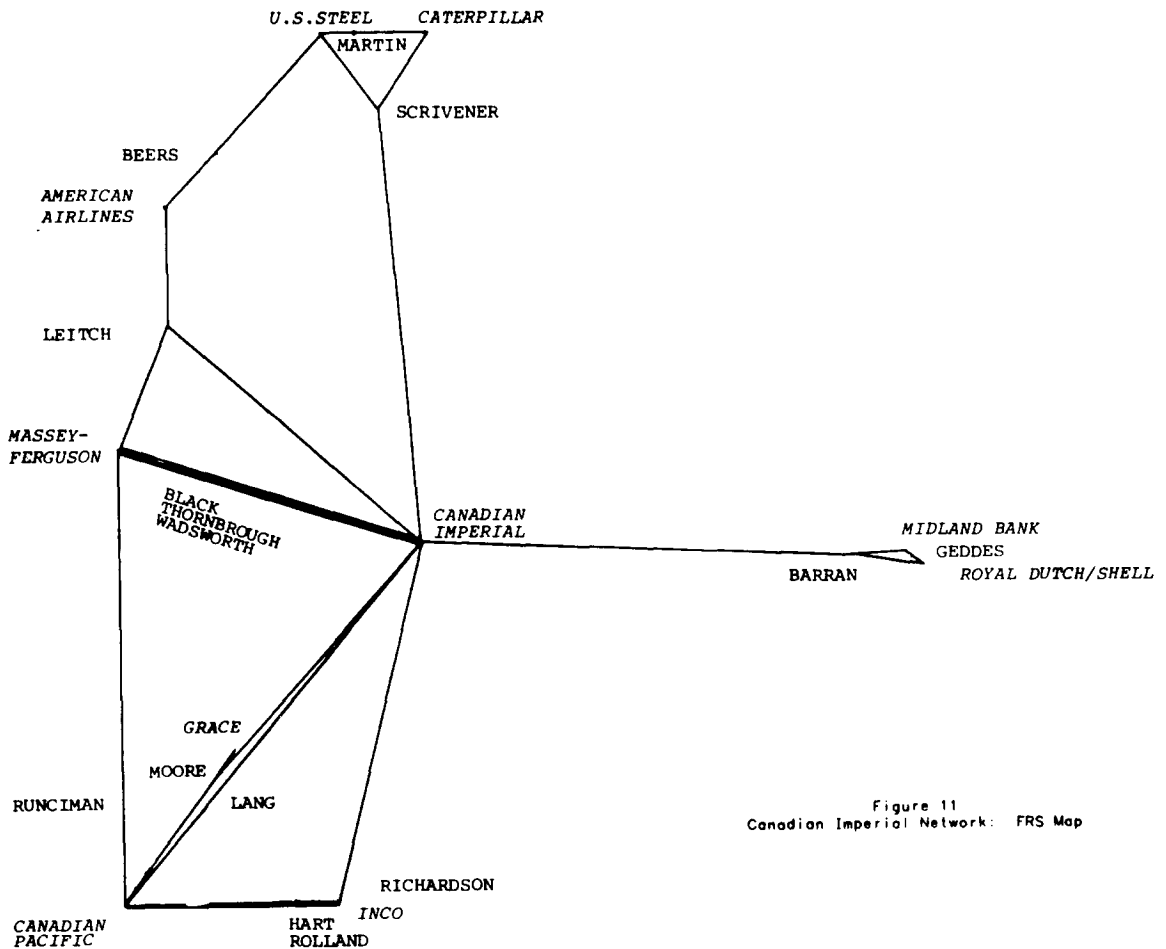 U.S.STEEL
CATERPILLAR
MARTIN
SCRIVENER
BEERS
AMERICAN
AIRLINES
LEITCH
MASSEY-
FERGUSON
BLACK
THORNBROUGH
WADSWORTH
CANADIAN
IMPERIAL
MIDLAND BANK
GEDDES
BARRAN
ROYAL DUTCH/SHELL
GRACE
MOORE
RUNCIMAN
LANG
Figure 11
Canadian Imperial Network: FRS Map
RICHARDSON
INCO
HART
ROLLAND
CANADIAN
PACIFIC